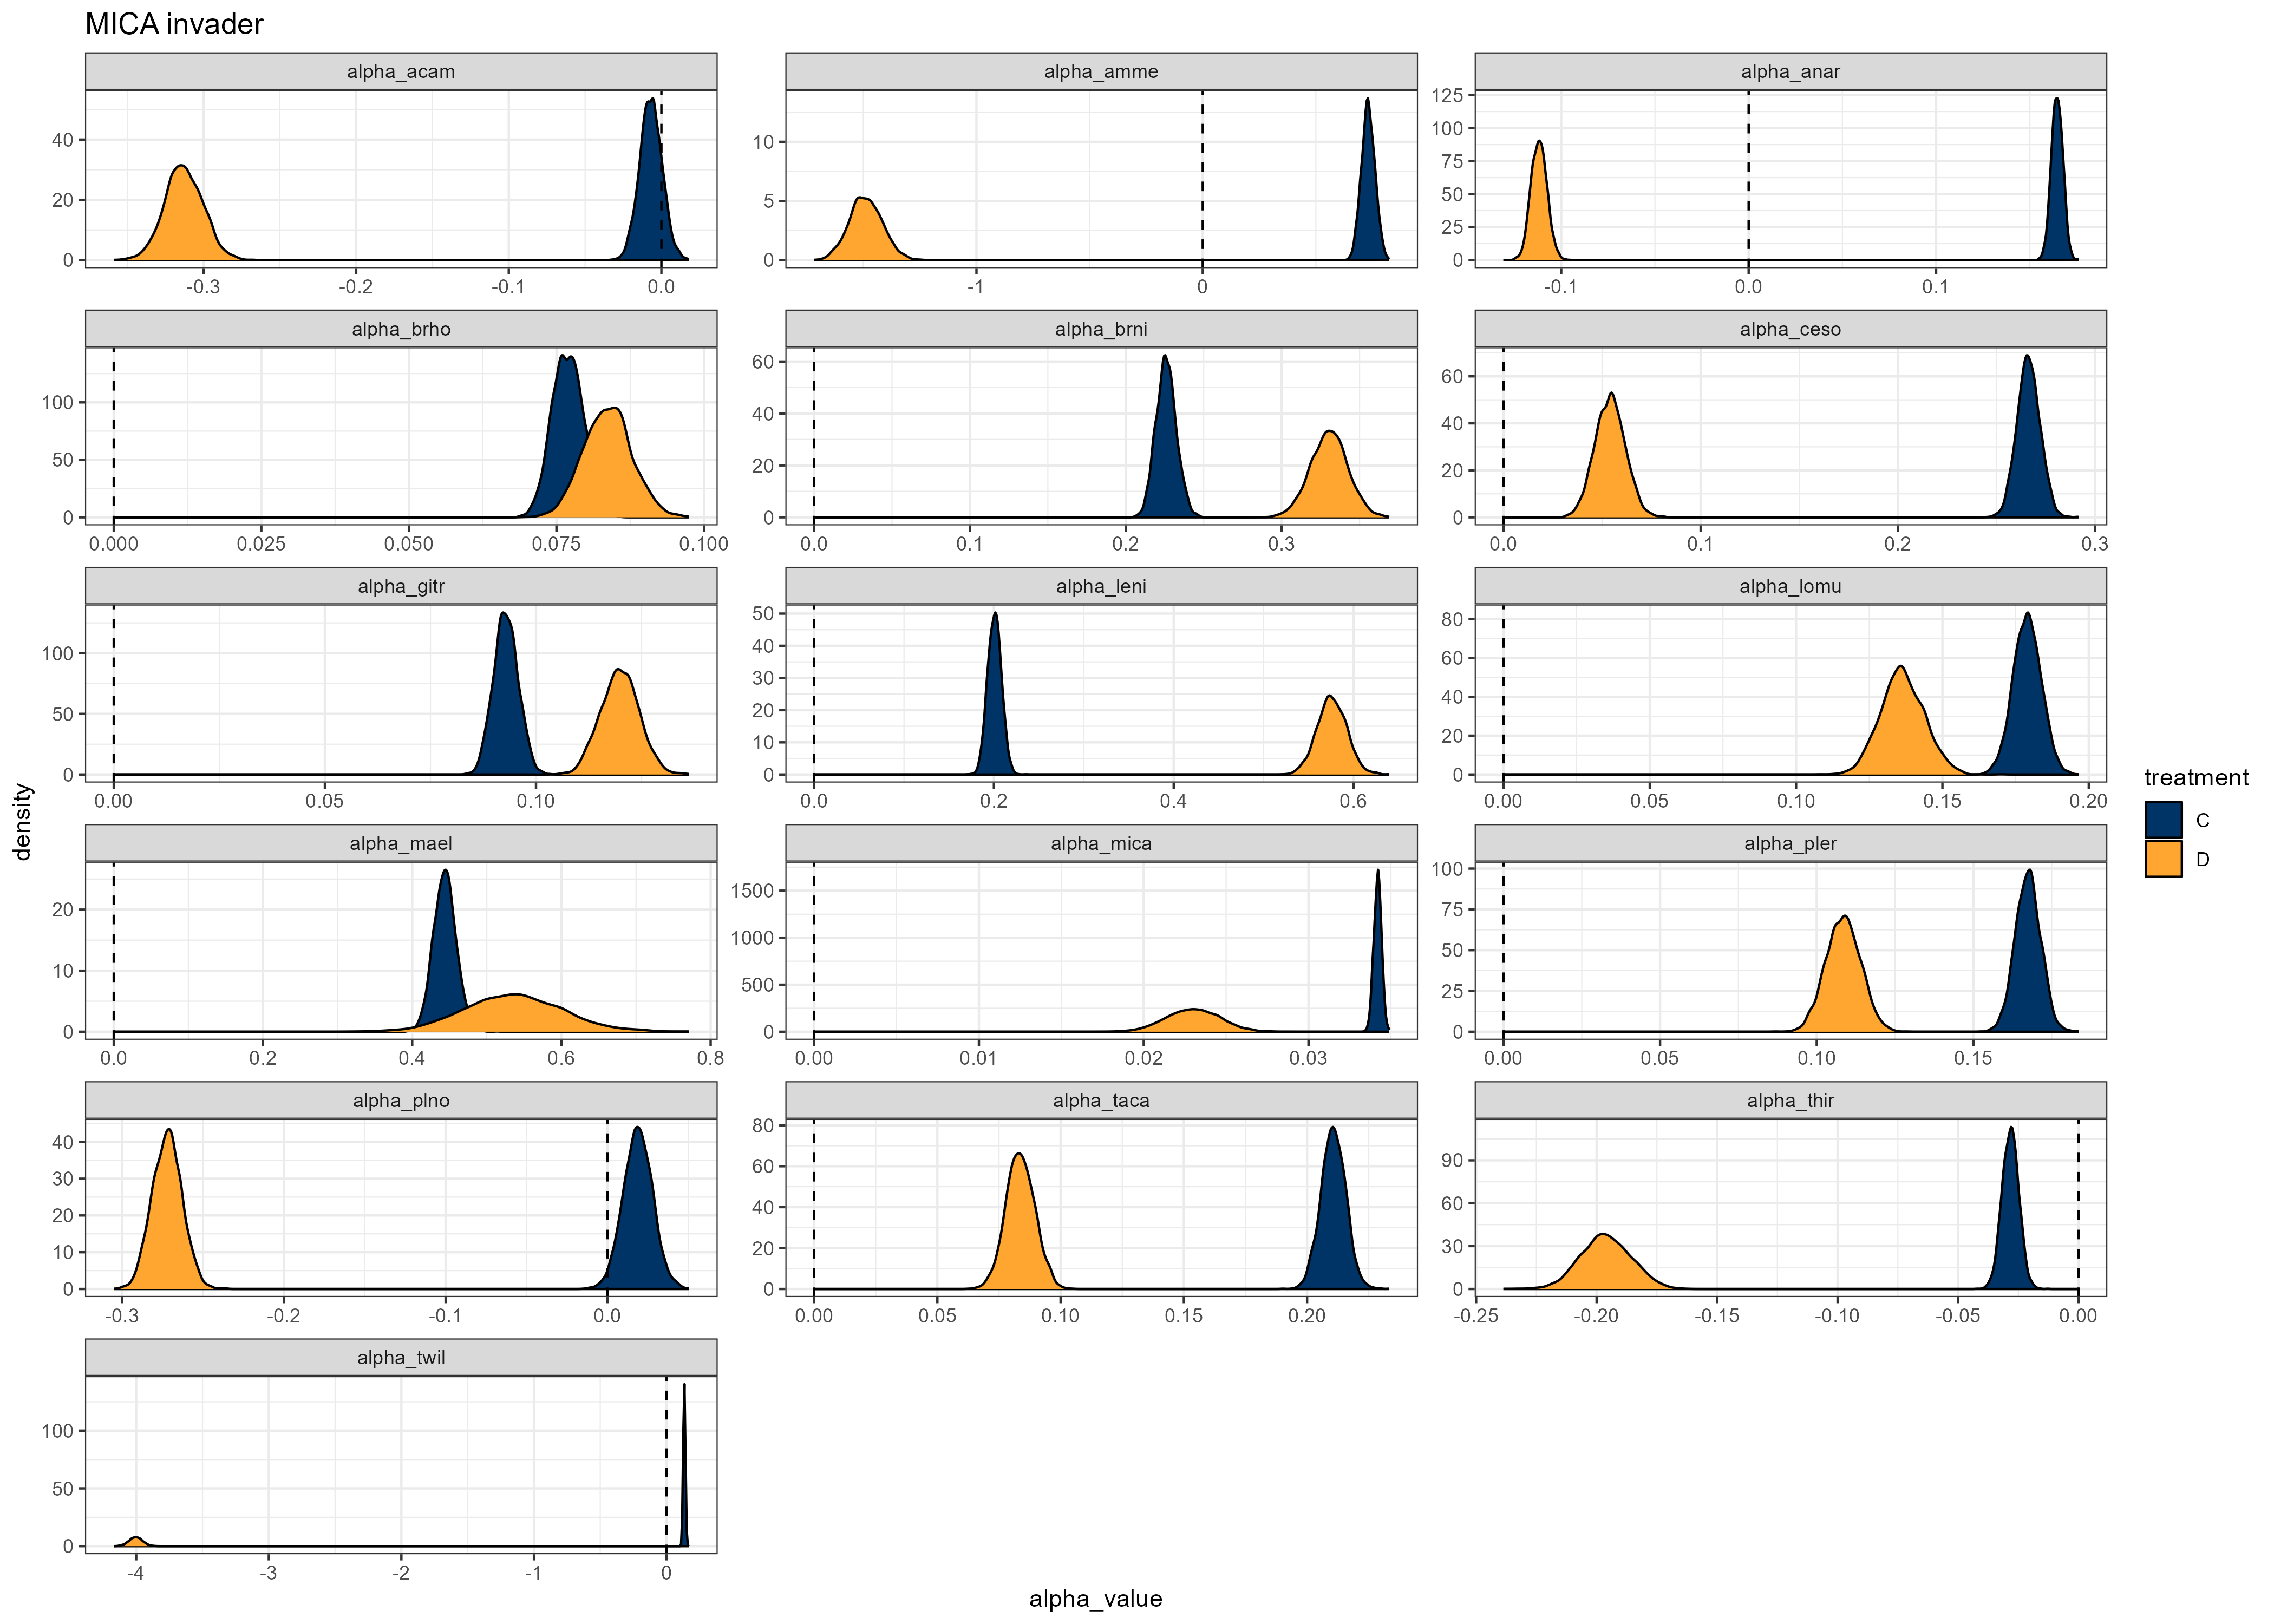 MICA invader
alpha_acam alpha_amme alpha_anar
40 20 0
-0.3 -0.2 -0.1 0.0
10 5 0
-1 0
125 100 75 50 25 0
-0.1 0.0 0.1
alpha_brho alpha_brni alpha_ceso
100 50 0
0.000 0.025 0.050 0.075 0.100
60 40 20 0
0.0 0.1 0.2 0.3
60 40 20 0
0.0 0.1 0.2 0.3
alpha_gitr alpha_leni alpha_lomu
100 50 0
0.00 0.05 0.10
50 40 30 20 10 0
0.0 0.2 0.4 0.6
80 60 40 20 0
0.00 0.05 0.10 0.15 0.20
alpha_mael alpha_mica alpha_pler
20 10 0
0.0 0.2 0.4 0.6 0.8
1500 1000 500 0
0.00 0.01 0.02 0.03
100 75 50 25 0
0.00 0.05 0.10 0.15
alpha_plno alpha_taca alpha_thir
40 30 20 10 0
-0.3 -0.2 -0.1 0.0
80 60 40 20 0
0.00 0.05 0.10 0.15 0.20
90 60 30 0
-0.25 -0.20 -0.15 -0.10 -0.05 0.00
alpha_twil
100 50 0
-4 -3 -2 -1 0
density
alpha_value
treatment
C
D